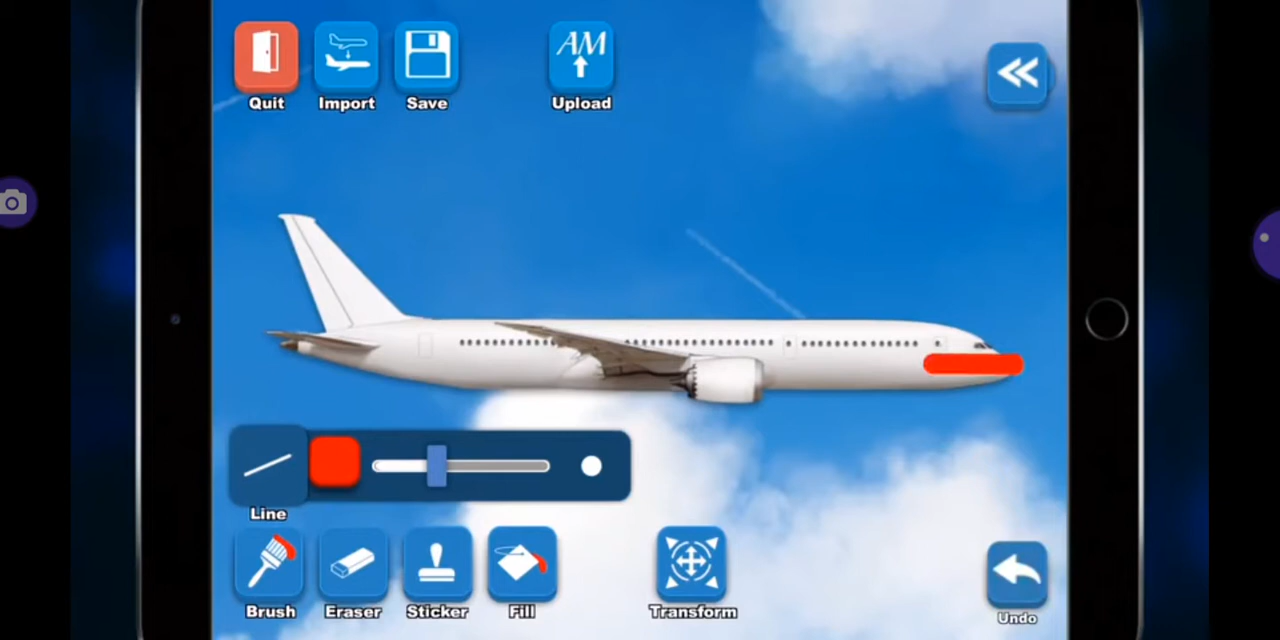 Quit
Import
Save
AM
Upload
Line
Brush
Eraser
Sticker
Fill
Transform
Undo